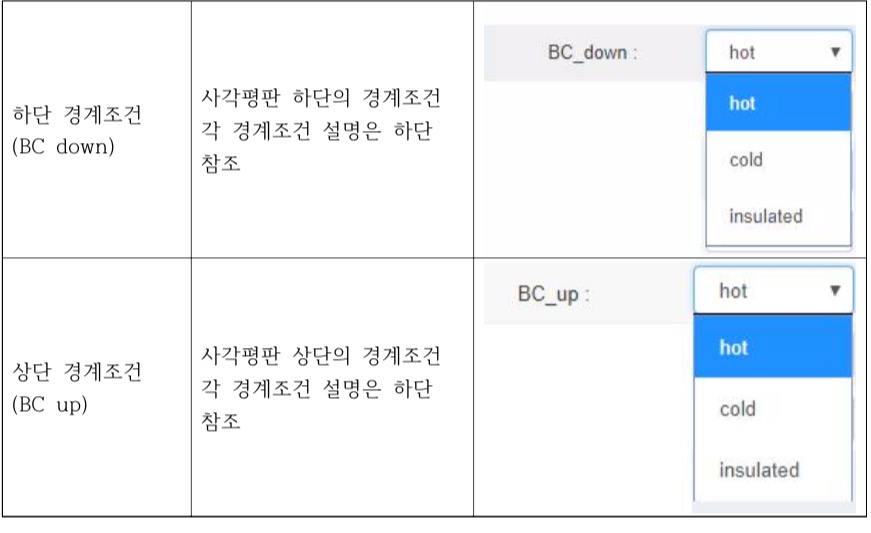 하단 경계조건
(BC down)
사각평판 하단의 경계조건
각 경계조건 설명은 하단
참조
BC_down :
hot
hot
cold
insulated
상단 경계조건
(BC up)
사각평판 상단의 경계조건
각 경계조건 설명은 하단
참조
BC_up :
hot
hot
cold
insulated